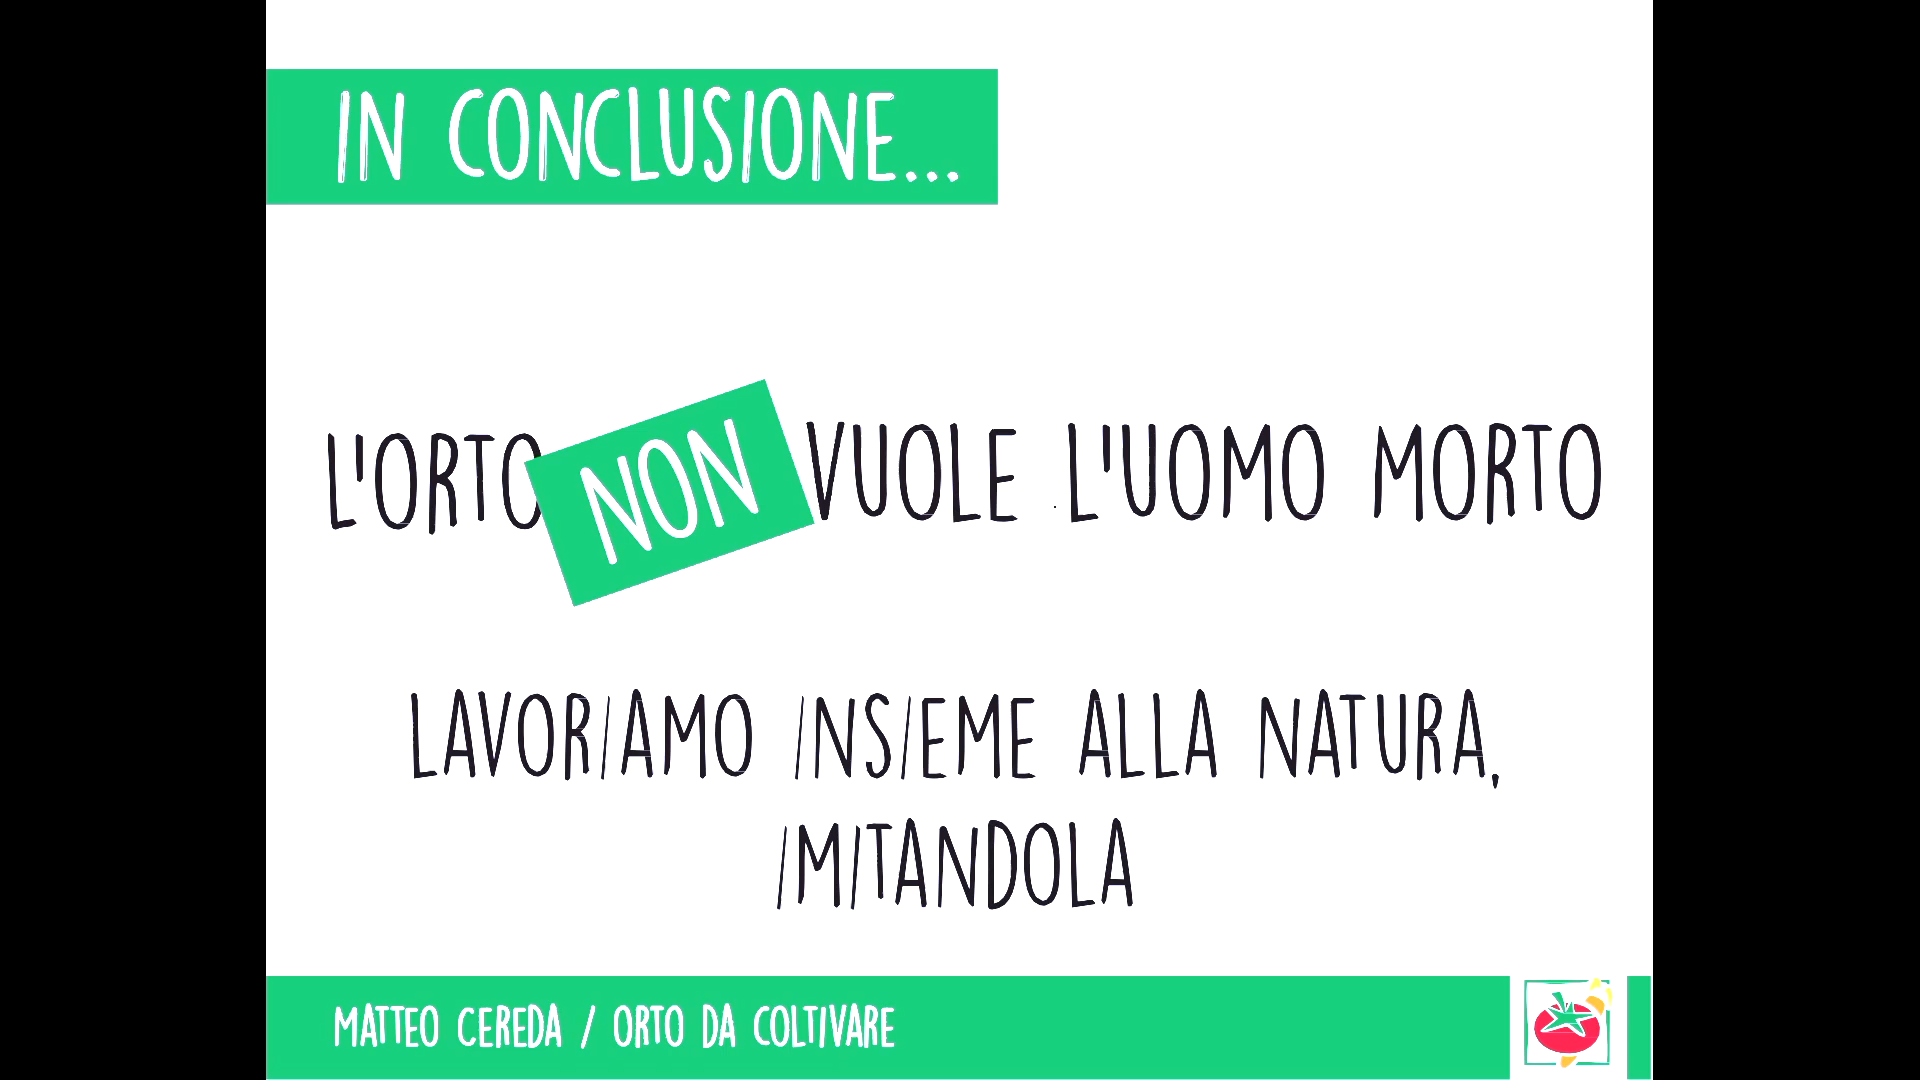 IN CONCLUSIONE...
L'ORTO NON VUOLE L'UOMO MORTO
LAVORIAMO INSIEME ALLA NATURA,
IMITANDOLA
MATTEO CEREDA / ORTO DA COLTIVARE